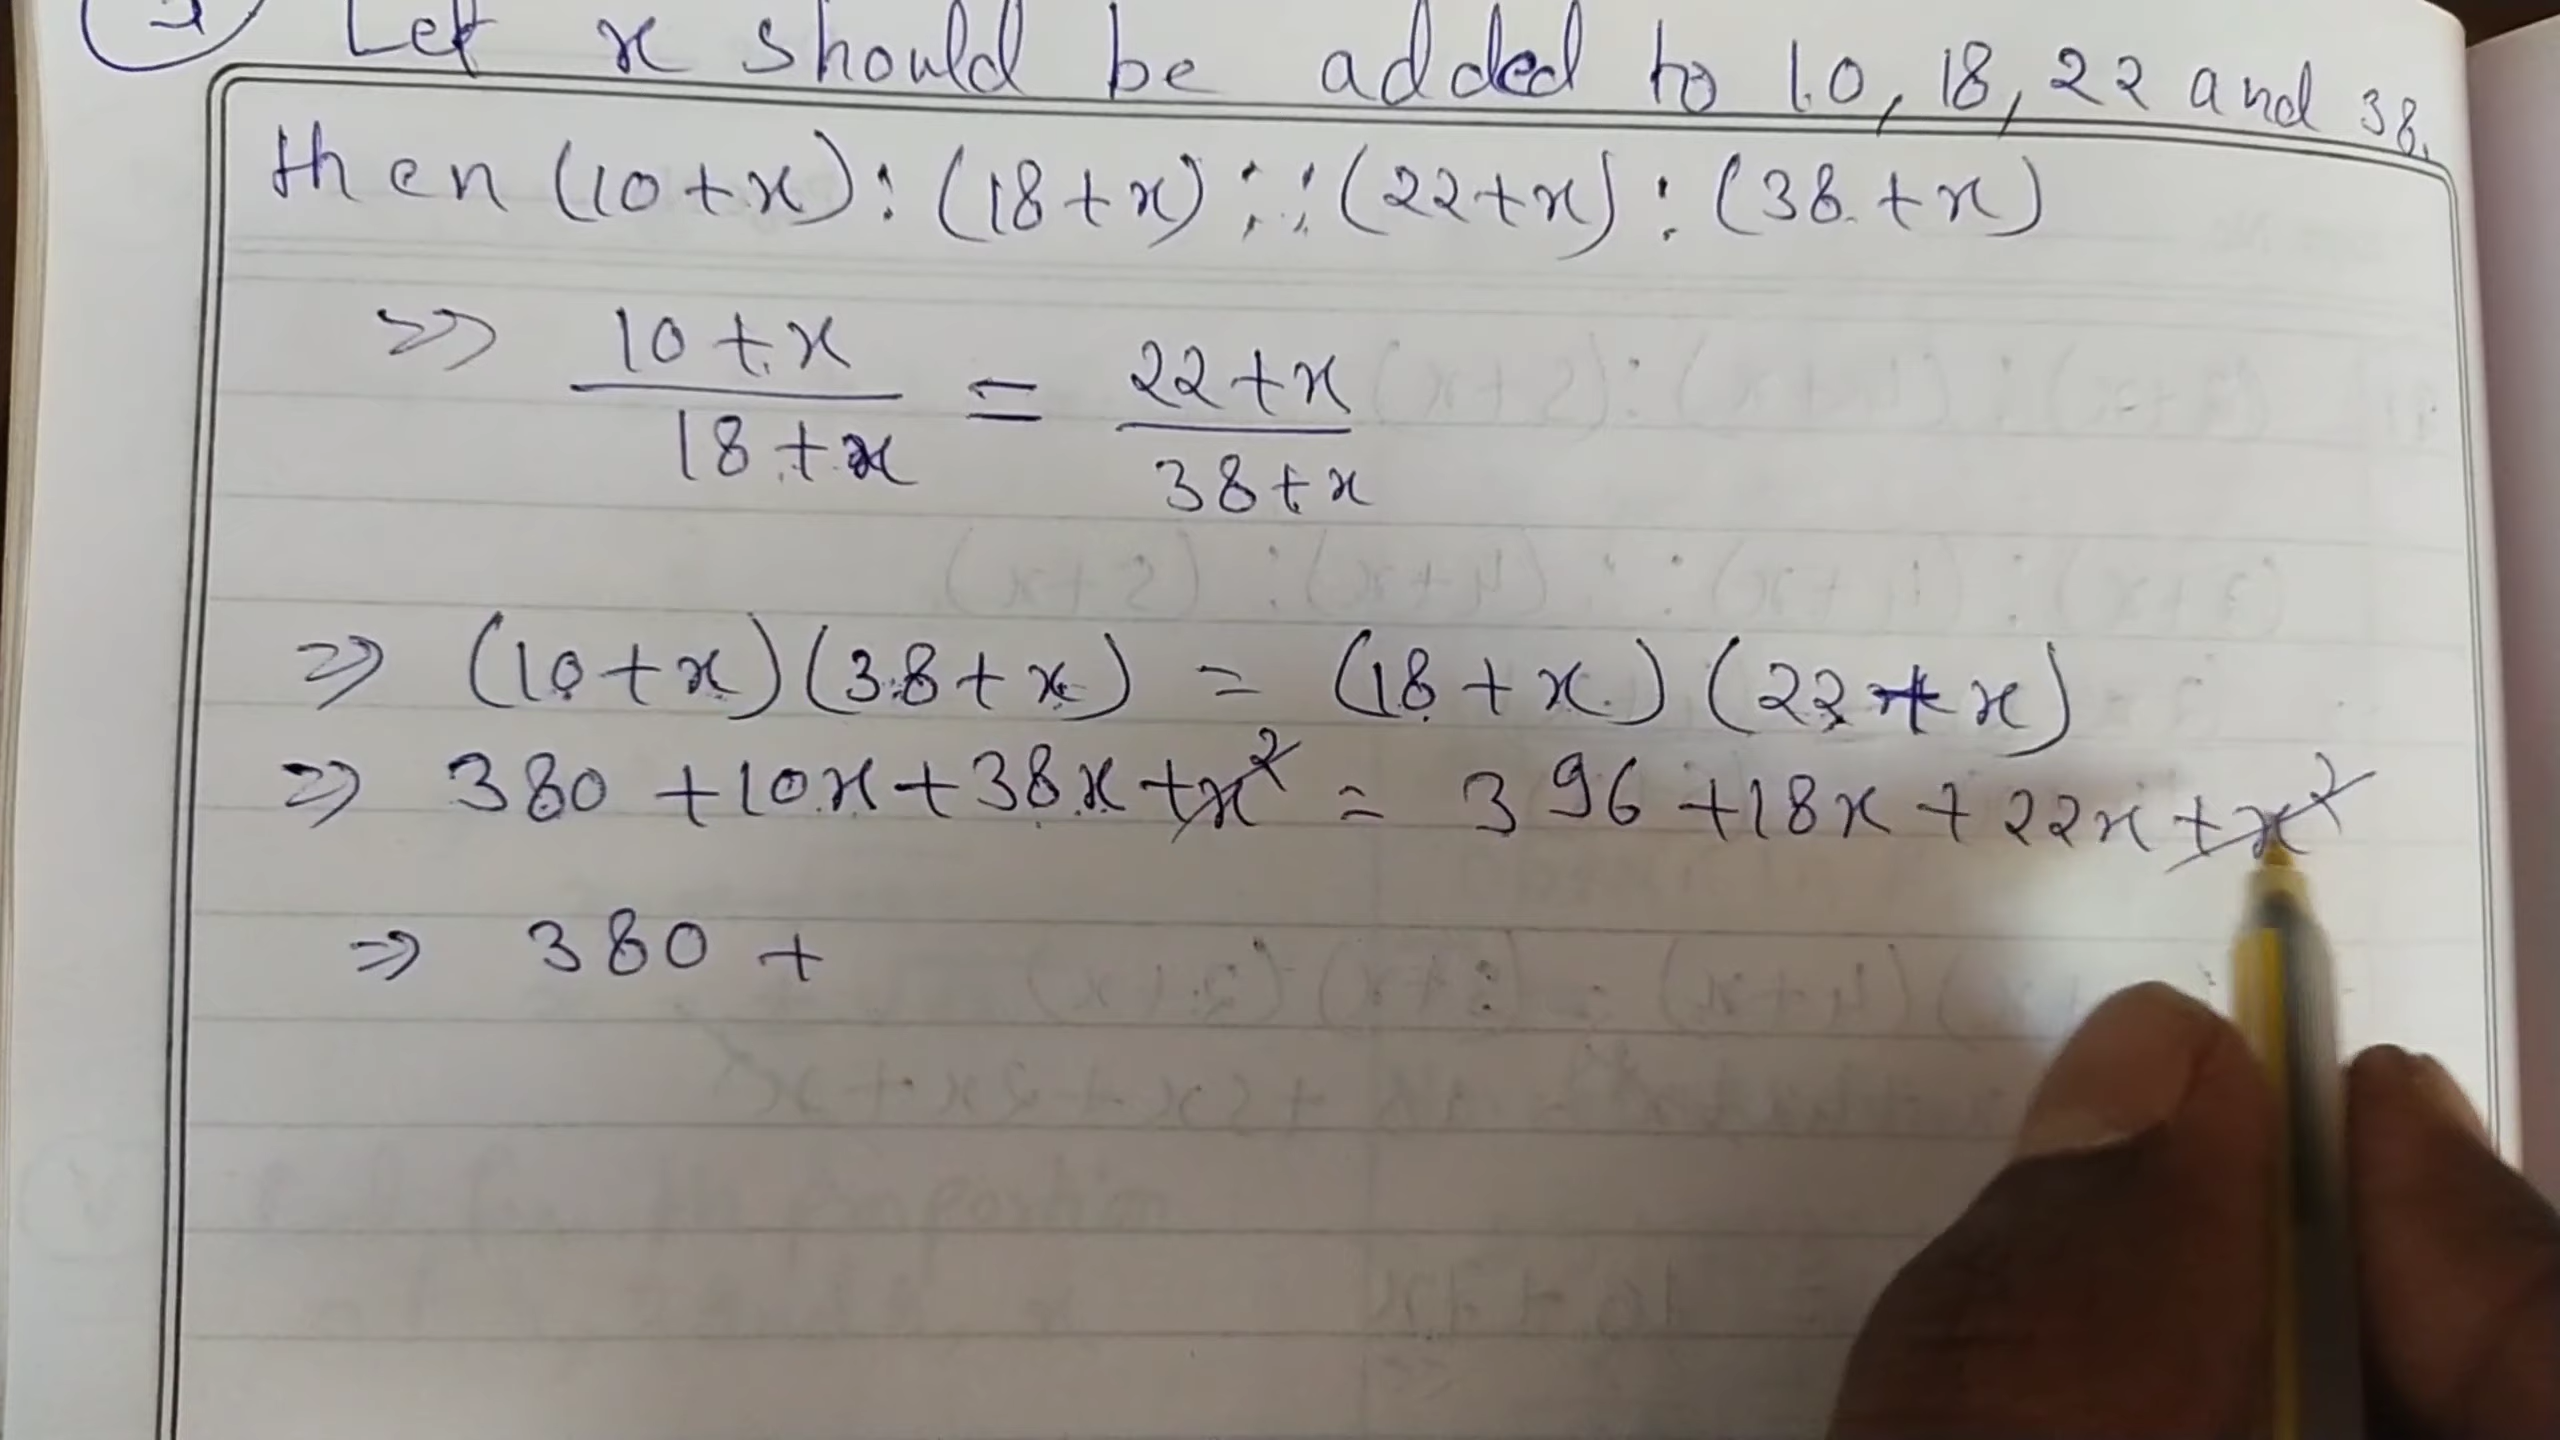 Let x should be added to 10, 18, 22 and 38.
then (10+x) : (18+x) :: (22+x) : (38+x)
⇒ 10+x / 18+x = 22+x / 38+x
⇒ (10+x)(38+x) = (18+x)(22+x)
⇒ 380 +10x+38x+x² = 396 +18x+22x+x²
⇒ 380 +